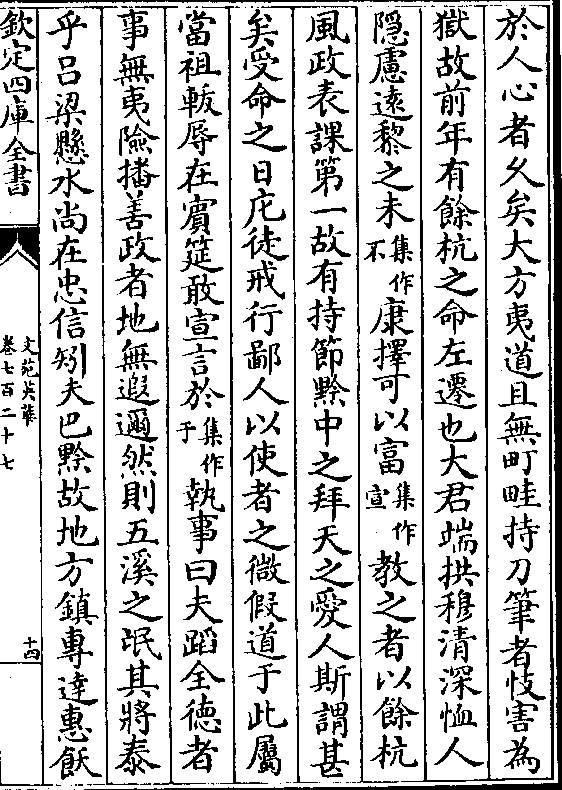 於人心者久矣大方夷道且無町畦持刀筆者忮害為
獄故前年有餘杭之命左遷也大君端拱穆清深恤人
隠慮逺黎之未集作不康擇可以富集作宣教之者以餘杭
風政表課第一故有持節黔中之拜天之愛人斯謂甚
矣受命之日庀徒戒行鄙人以使者之微假道于此屬
當祖軷辱在賓筵敢宣言於集作于執事曰夫蹈全德者
事無夷險播善政者地無遐邇然則五溪之氓其將泰
乎吕梁懸水尚在忠信矧夫巴黔故地方鎮專達惠飫
欽定四庫全書
文苑英華
卷七百二十七
十四